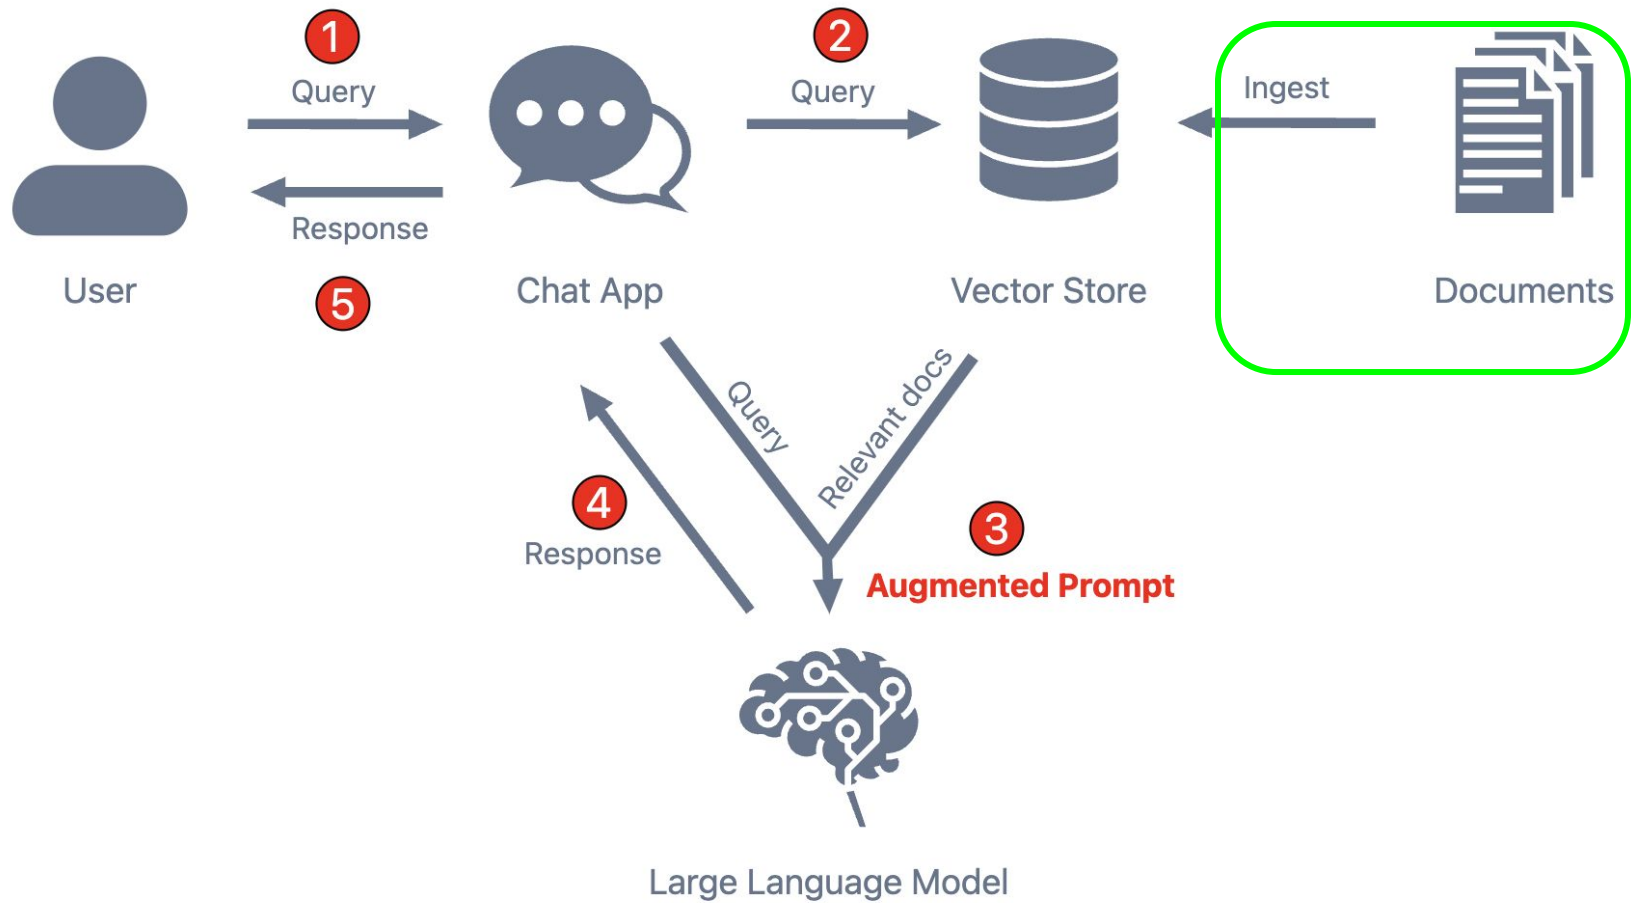 1
Query
2
Query
Ingest
Response
User
5
Chat App
Vector Store
Documents
Query
Relevant docs
4
Response
3
Augmented Prompt
Large Language Model